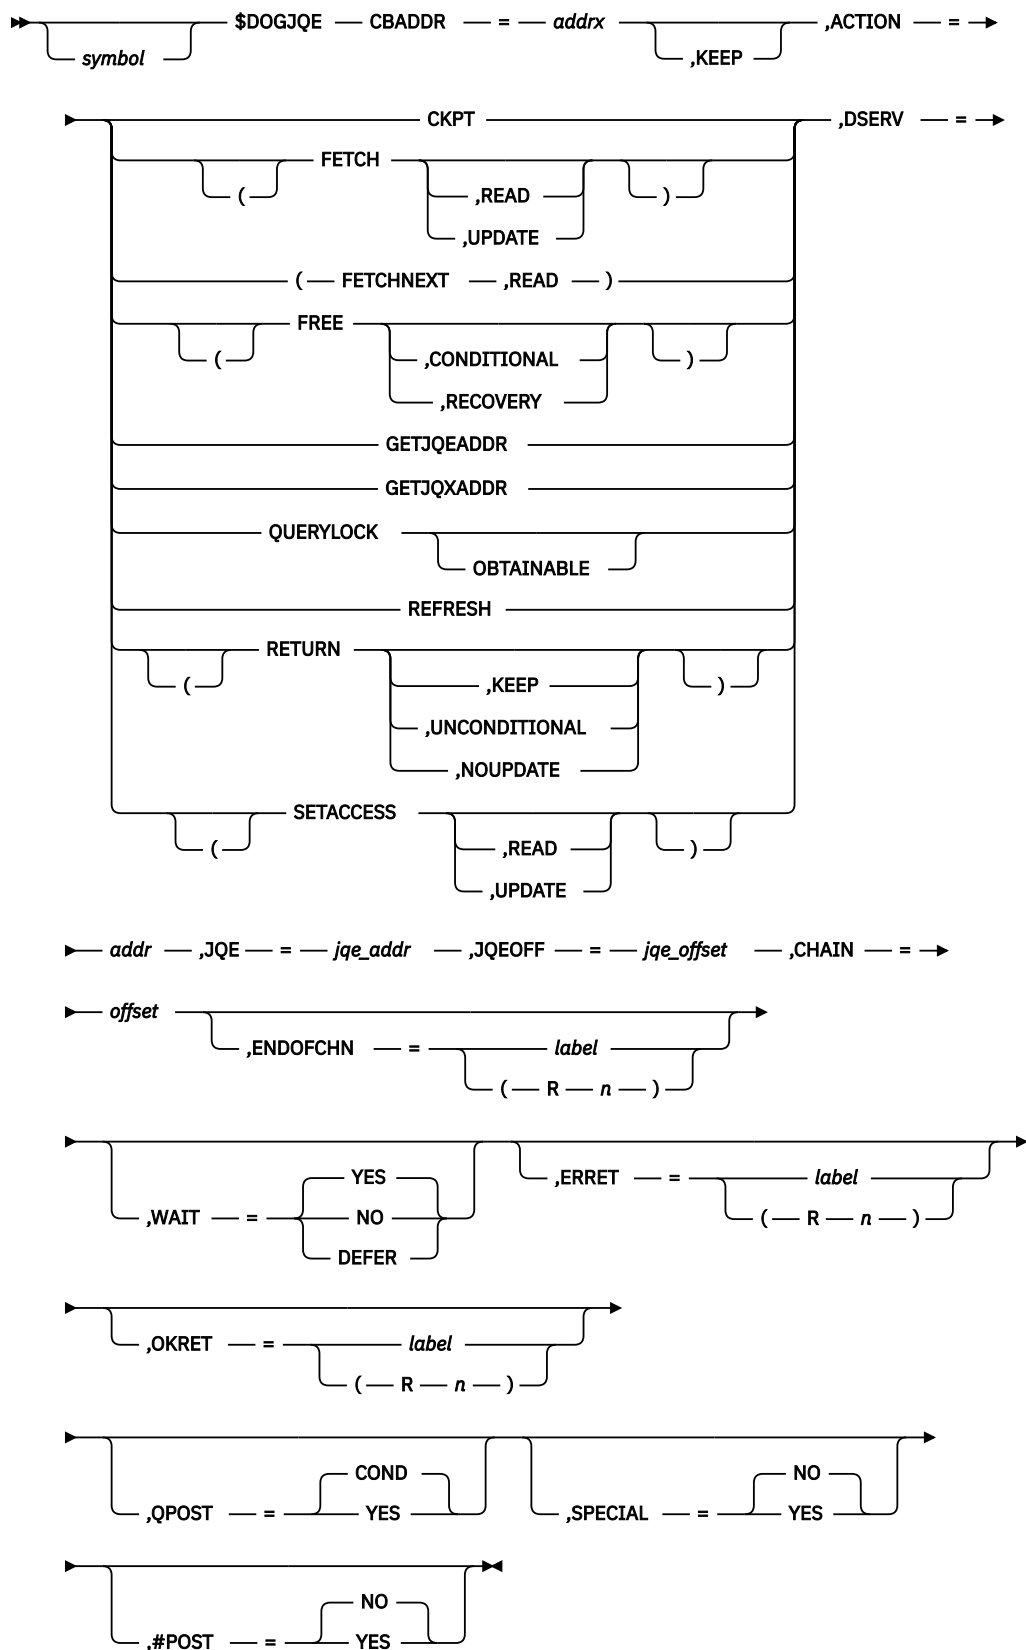 $DOGJQE CBADDR = addrx ,ACTION =
symbol ,KEEP
CKPT ,DSERV =
FETCH
( ,READ )
,UPDATE
( FETCHNEXT ,READ )
FREE
( ,CONDITIONAL )
,RECOVERY
GETJQEADDR
GETJQXADDR
QUERYLOCK
OBTAINABLE
REFRESH
RETURN
( ,KEEP )
,UNCONDITIONAL
,NOUPDATE
SETACCESS
( ,READ )
,UPDATE
addr ,JQE = jqe_addr ,JQEOFF = jqe_offset ,CHAIN =
offset
,ENDOFCHN = label
( R n )
YES ,ERRET = label
,WAIT = NO ( R n )
DEFER
,OKRET = label
( R n )
COND NO
,QPOST = YES ,SPECIAL = YES
NO
,#POST = YES